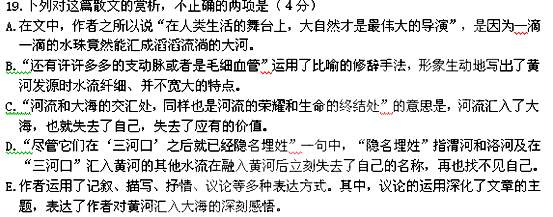 19.下列对这篇散文的赏析，不正确的两项是（4分）
A.在文中，作者之所以说“在人类生活的舞台上，大自然才是最伟大的导演”，是因为一滴
一滴的水珠竟然能汇成滔滔流淌的大河。
B.“还有许许多多的支动脉或者是毛细血管”运用了比喻的修辞手法，形象生动地写出了黄
河发源时水流纤细、并不宽大的特点。
C.“河流和大海的交汇处，同样也是河流的荣耀和生命的终结处”的意思是，河流汇入了大
海，也就失去了自己，失去了应有的价值。
D.“尽管它们在‘三河口’之后就已经隐名埋姓”一句中，“隐名埋姓”指渭河和洛河及在
“三河口”汇入黄河的其他水流在融入黄河后立刻失去了自己的名称，再也找不见自己。
E.作者运用了记叙、描写、抒情、议论等多种表达方式。其中，议论的运用深化了文章的主
题，表达了作者对黄河汇入大海的深刻感悟。